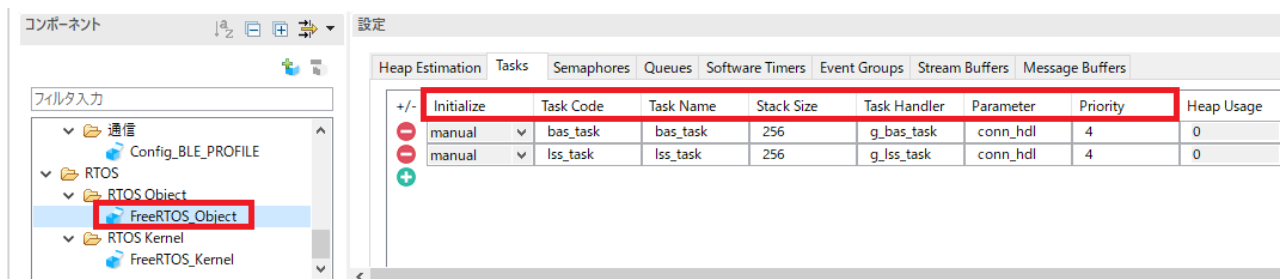 コンポーネント
設定
フィルタ入力
通信
Config_BLE_PROFILE
RTOS
RTOS Object
FreeRTOS_Object
RTOS Kernel
FreeRTOS_Kernel
Heap Estimation Tasks Semaphores Queues Software Timers Event Groups Stream Buffers Message Buffers
+/- Initialize Task Code Task Name Stack Size Task Handler Parameter Priority Heap Usage
manual bas_task bas_task 256 g_bas_task conn_hdl 4 0
manual lss_task lss_task 256 g_lss_task conn_hdl 4 0